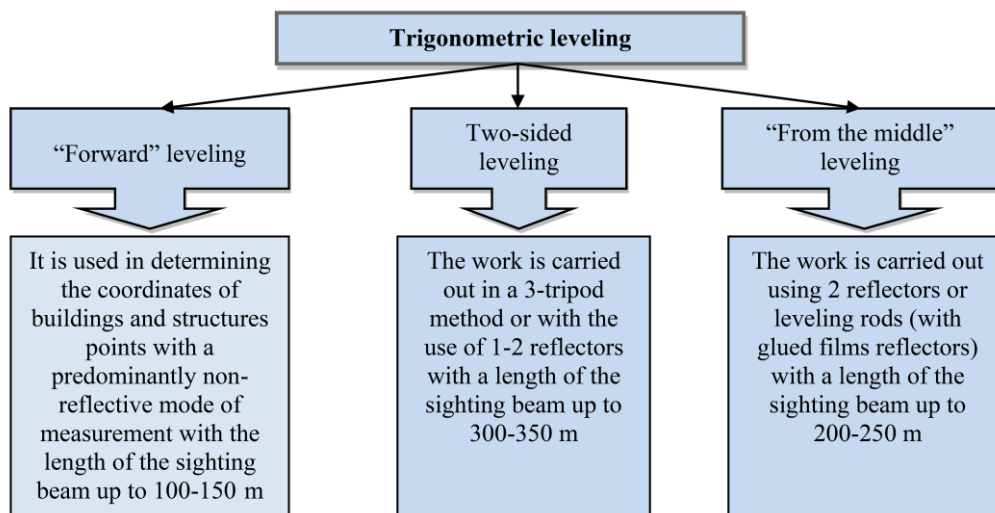 Trigonometric leveling
“Forward” leveling
Two-sided
leveling
“From the middle”
leveling
It is used in determining
the coordinates of
buildings and structures
points with a
predominantly non-
reflective mode of
measurement with the
length of the sighting
beam up to 100-150 m
The work is carried
out in a 3-tripod
method or with the
use of 1-2 reflectors
with a length of the
sighting beam up to
300-350 m
The work is carried out
using 2 reflectors or
leveling rods (with
glued films reflectors)
with a length of the
sighting beam up to
200-250 m